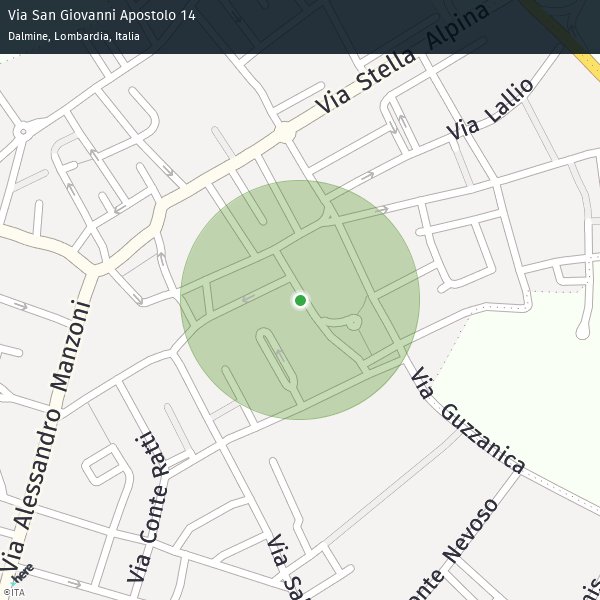 Via San Giovanni Apostolo 14
Dalmine, Lombardia, Italia
Via Stella Alpina
Via Lallio
Via Alessandro Manzoni
Via Guzzanica
Via Conte Ratti
onte Nevoso
Via Sa
nis
here
©ITA